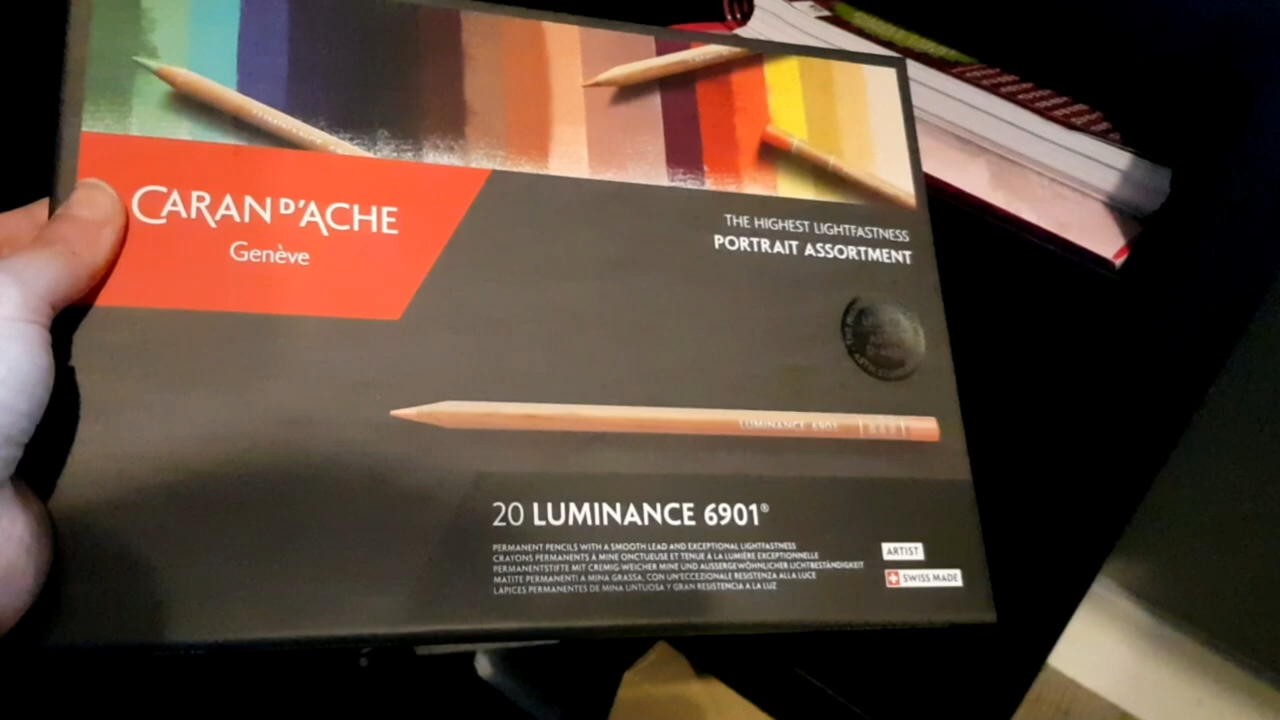 CARAN D'ACHE
Genève
THE HIGHEST LIGHTFASTNESS
PORTRAIT ASSORTMENT
LUMINANCE 6901
20 LUMINANCE 6901®
PERMANENT PENCILS WITH A SMOOTH LEAD AND EXCEPTIONAL LIGHTFASTNESS
CRAYONS PERMANENTS À MINE ONCTUEUSE ET TENUE À LA LUMIÈRE EXCEPTIONNELLE
PERMANENTSTIFTE MIT CREMIG-WEICHER MINE UND AUSSERGEWÖHNLICHER LICHTBESTÄNDIGKEIT
MATITE PERMANENTI A MINA GRASSA, CON UN'ECCEZIONALE RESISTENZA ALLA LUCE
LÁPICES PERMANENTES DE MINA UNTUOSA Y GRAN RESISTENCIA A LA LUZ
ARTIST
SWISS MADE